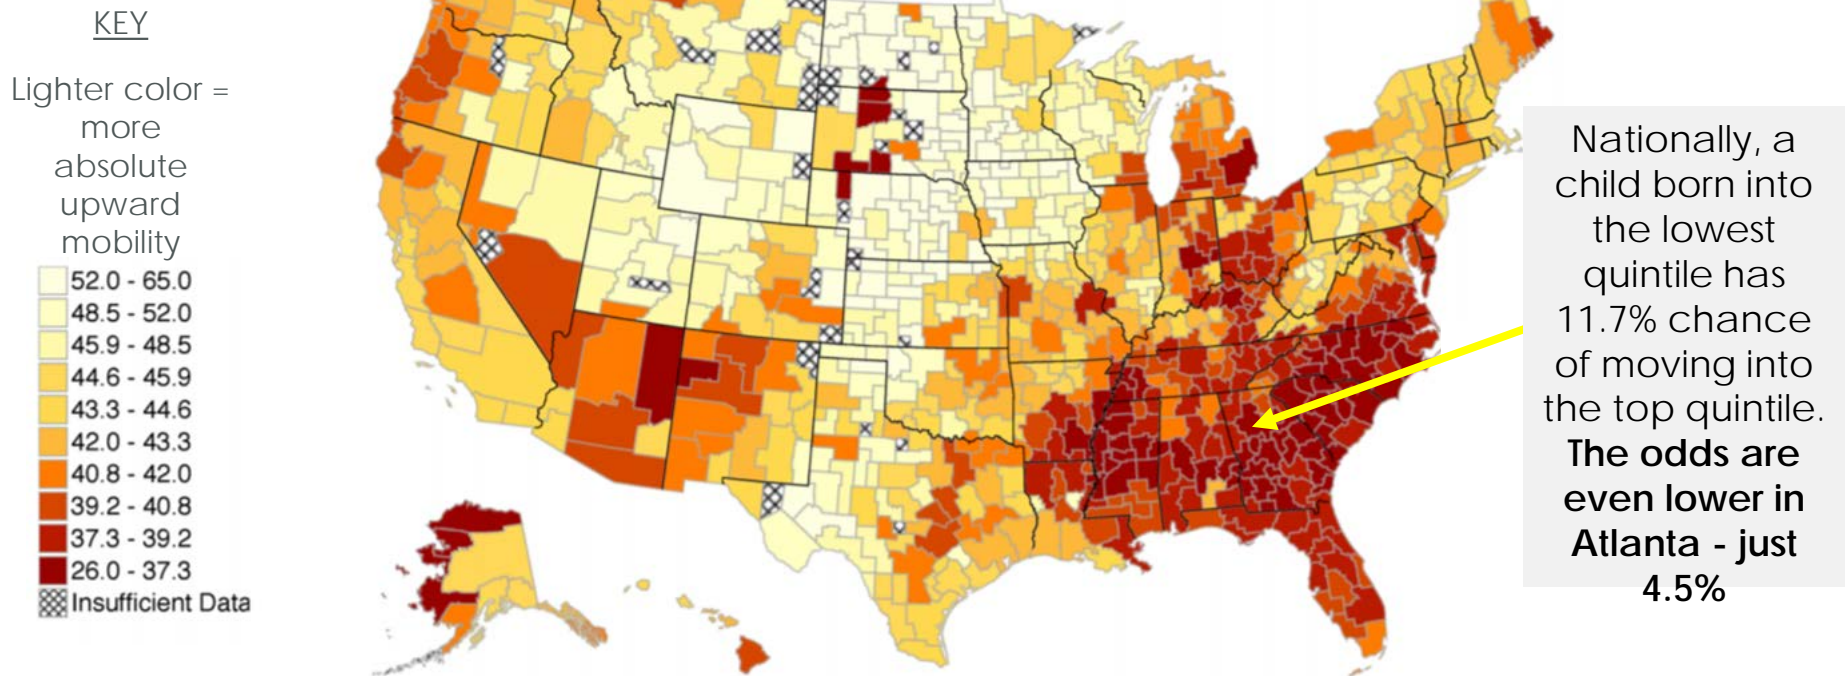 KEY
Lighter color =
more
absolute
upward
mobility
52.0 - 65.0
48.5 - 52.0
45.9 - 48.5
44.6 - 45.9
43.3 - 44.6
42.0 - 43.3
40.8 - 42.0
39.2 - 40.8
37.3 - 39.2
26.0 - 37.3
Insufficient Data
Nationally, a
child born into
the lowest
quintile has
11.7% chance
of moving into
the top quintile.
The odds are
even lower in
Atlanta - just
4.5%